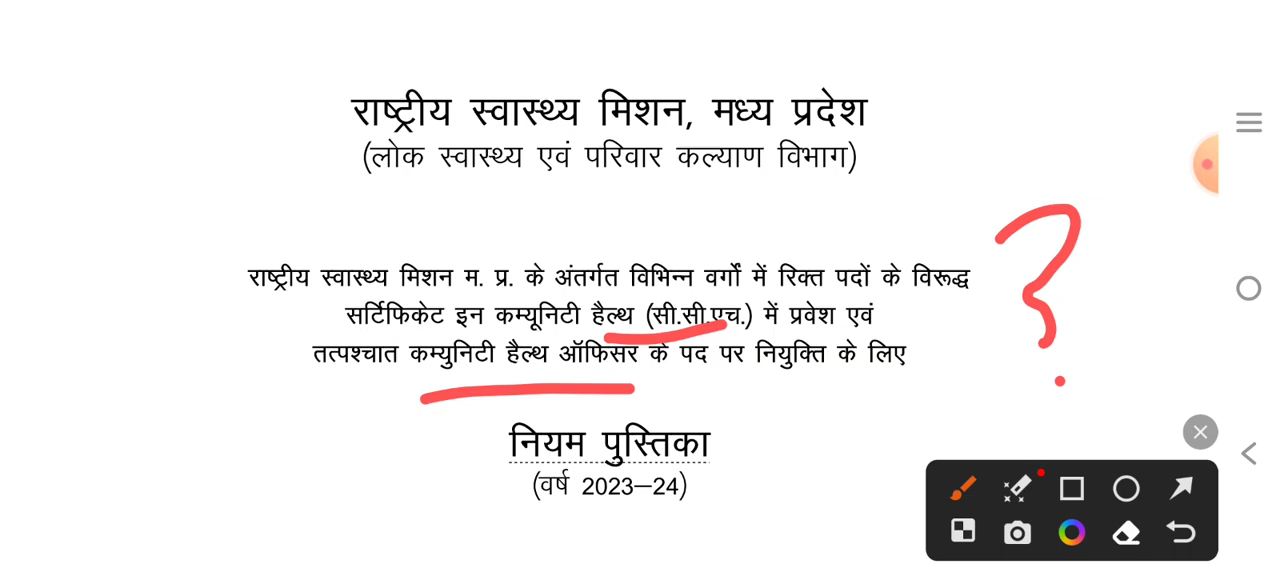 राष्ट्रीय स्वास्थ्य मिशन, मध्य प्रदेश
(लोक स्वास्थ्य एवं परिवार कल्याण विभाग)
राष्ट्रीय स्वास्थ्य मिशन म. प्र. के अंतर्गत विभिन्न वर्गों में रिक्त पदों के विरूद्ध
सर्टिफिकेट इन कम्यूनिटी हैल्थ (सी.सी.एच.) में प्रवेश एवं
तत्पश्चात कम्युनिटी हैल्थ ऑफिसर के पद पर नियुक्ति के लिए
?
नियम पुस्तिका
(वर्ष 2023–24)